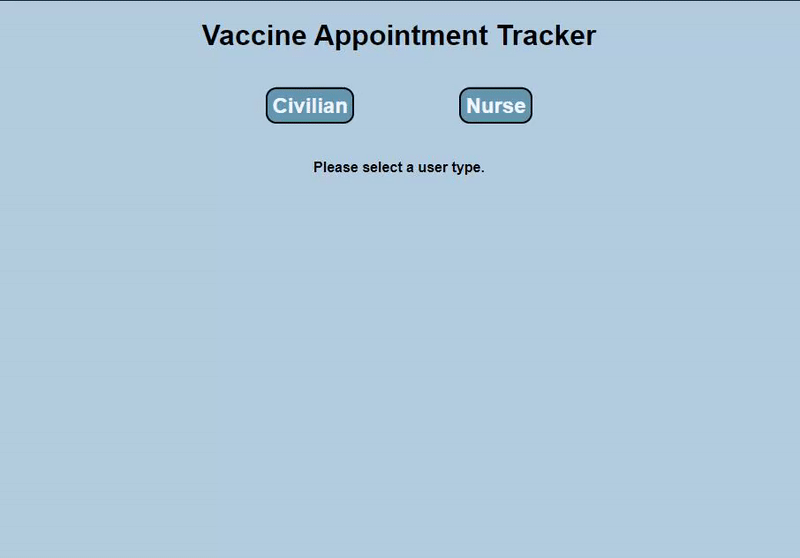 Vaccine Appointment Tracker
Civilian
Nurse
Please select a user type.